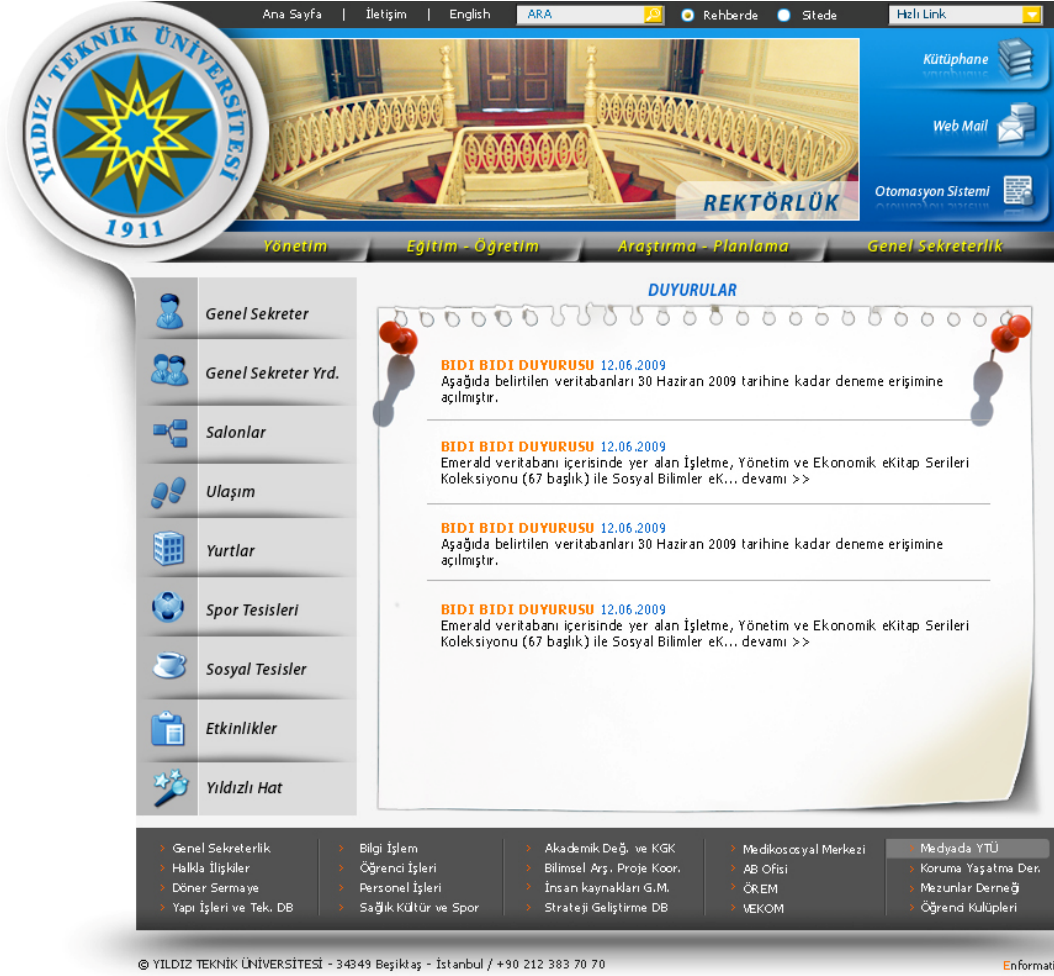 Ana Sayfa | İletişim | English ARA Rehberde Sitede Hızlı Link
YILDIZ TEKNİK ÜNİVERSİTESİ
1911
Kütüphane
Web Mail
Otomasyon Sistemi
REKTÖRLÜK
Yönetim Eğitim - Öğretim Araştırma - Planlama Genel Sekreterlik
Genel Sekreter
Genel Sekreter Yrd.
Salonlar
Ulaşım
Yurtlar
Spor Tesisleri
Sosyal Tesisler
Etkinlikler
Yıldızlı Hat
DUYURULAR
BIDI BIDI DUYURUSU 12.06.2009
Aşağıda belirtilen veritabanları 30 Haziran 2009 tarihine kadar deneme erişimine
açılmıştır.
BIDI BIDI DUYURUSU 12.06.2009
Emerald veritabanı içerisinde yer alan İşletme, Yönetim ve Ekonomik eKitap Serileri
Koleksiyonu (67 başlık) ile Sosyal Bilimler eK... devamı >>
BIDI BIDI DUYURUSU 12.06.2009
Aşağıda belirtilen veritabanları 30 Haziran 2009 tarihine kadar deneme erişimine
açılmıştır.
BIDI BIDI DUYURUSU 12.06.2009
Emerald veritabanı içerisinde yer alan İşletme, Yönetim ve Ekonomik eKitap Serileri
Koleksiyonu (67 başlık) ile Sosyal Bilimler eK... devamı >>
> Genel Sekreterlik
> Halkla İlişkiler
> Döner Sermaye
> Yapı İşleri ve Tek. DB
> Bilgi İşlem
> Öğrenci İşleri
> Personel İşleri
> Sağlık Kültür ve Spor
> Akademik Değ. ve KGK
> Bilimsel Arş. Proje Koor.
> İnsan kaynakları G.M.
> Strateji Geliştirme DB
> Medikososyal Merkezi
> AB Ofisi
> ÖREM
> VEKOM
> Medyada YTÜ
> Koruma Yaşatma Der.
> Mezunlar Derneği
> Öğrenci Kulüpleri
© YILDIZ TEKNİK ÜNİVERSİTESİ - 34349 Beşiktaş - İstanbul / +90 212 383 70 70
Enformati